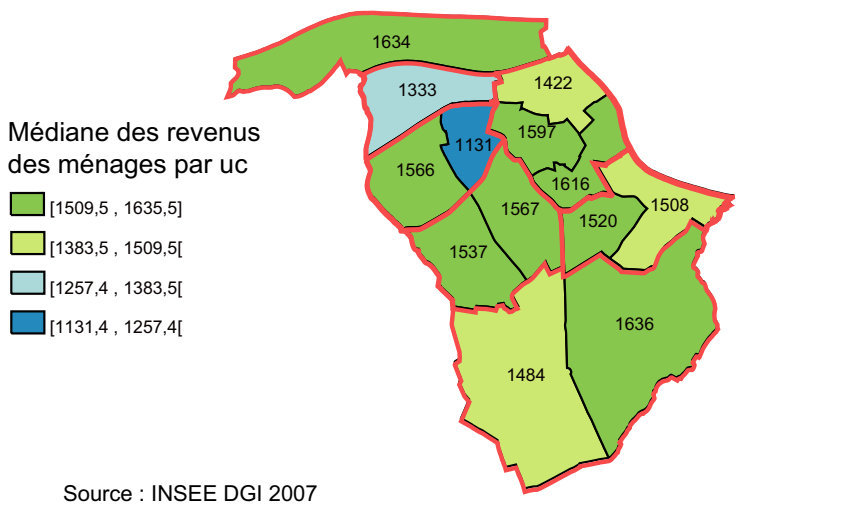 1634
1333
1422
1131
1597
1566
1616
1567
1508
1520
1537
1636
1484
Médiane des revenus
des ménages par uc
[1509,5 , 1635,5]
[1383,5 , 1509,5[
[1257,4 , 1383,5[
[1131,4 , 1257,4[
Source : INSEE DGI 2007